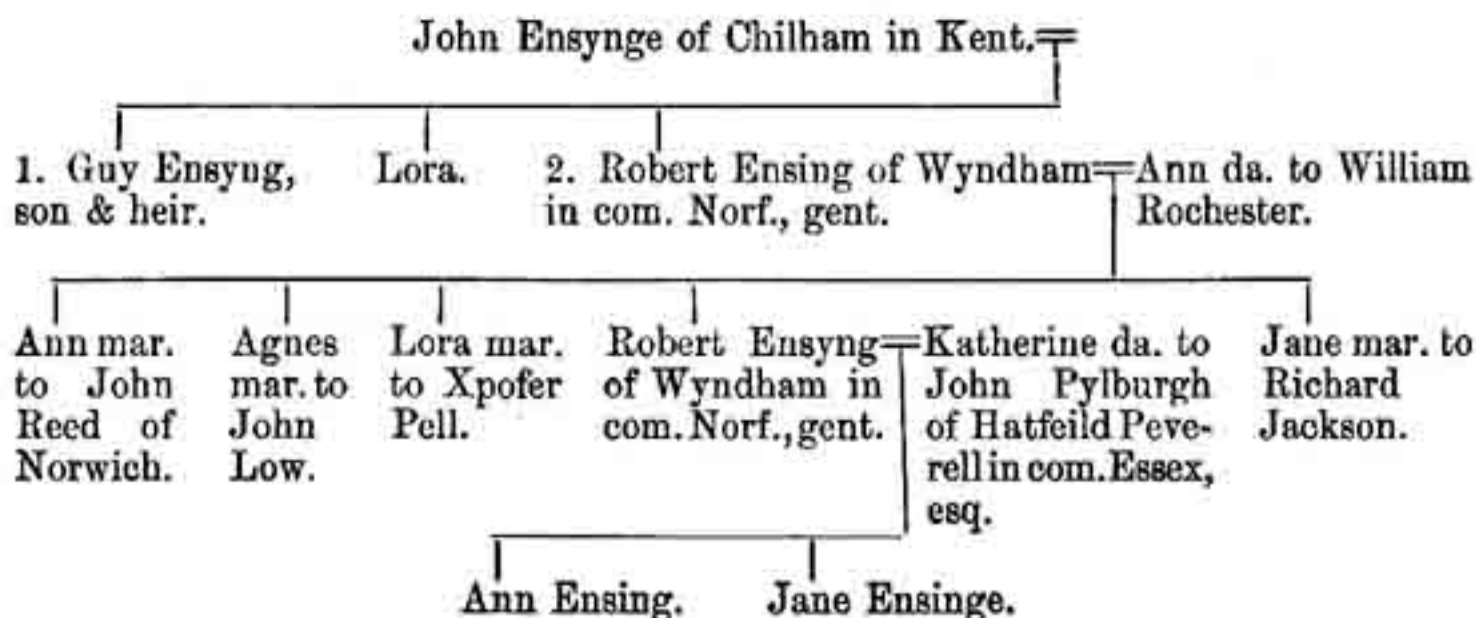 John Ensynge of Chilham in Kent.
1. Guy Ensyng,
son & heir.
Lora.
2. Robert Ensing of Wyndham
in com. Norf., gent.
Ann da. to William
Rochester.
Ann mar.
to John
Reed of
Norwich.
Agnes
mar. to
John
Low.
Lora mar.
to Xpofer
Pell.
Robert Ensyng
of Wyndham in
com. Norf., gent.
Katherine da. to
John Pylburgh
of Hatfeild Peve-
rell in com. Essex,
esq.
Jane mar. to
Richard
Jackson.
Ann Ensing.
Jane Ensinge.